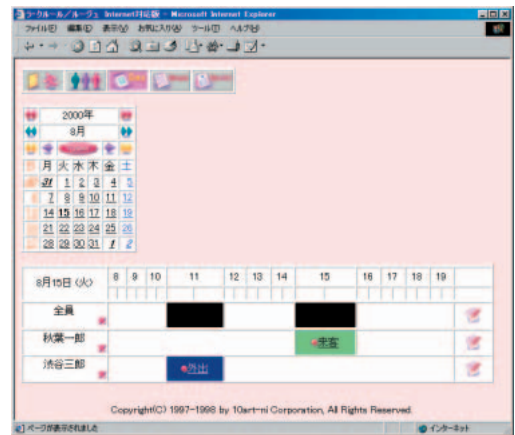 ラ・クルール/ルージュ Internet対応版 - Microsoft Internet Explorer
ファイル(F) 編集(E) 表示(V) お気に入り(A) ツール(T) ヘルプ(H)
2000年
8月
月 火 水 木 金 土
31 1 2 3 4 5
7 8 9 10 11 12
14 15 16 17 18 19
21 22 23 24 25 26
28 29 30 31 1 2
8月15日 (火) 8 9 10 11 12 13 14 15 16 17 18 19
全員
秋葉一郎 来客
渋谷三郎 外出
Copyright(C) 1997-1998 by 10art-ni Corporation, All Rights Reserved.
ページが表示されました インターネット